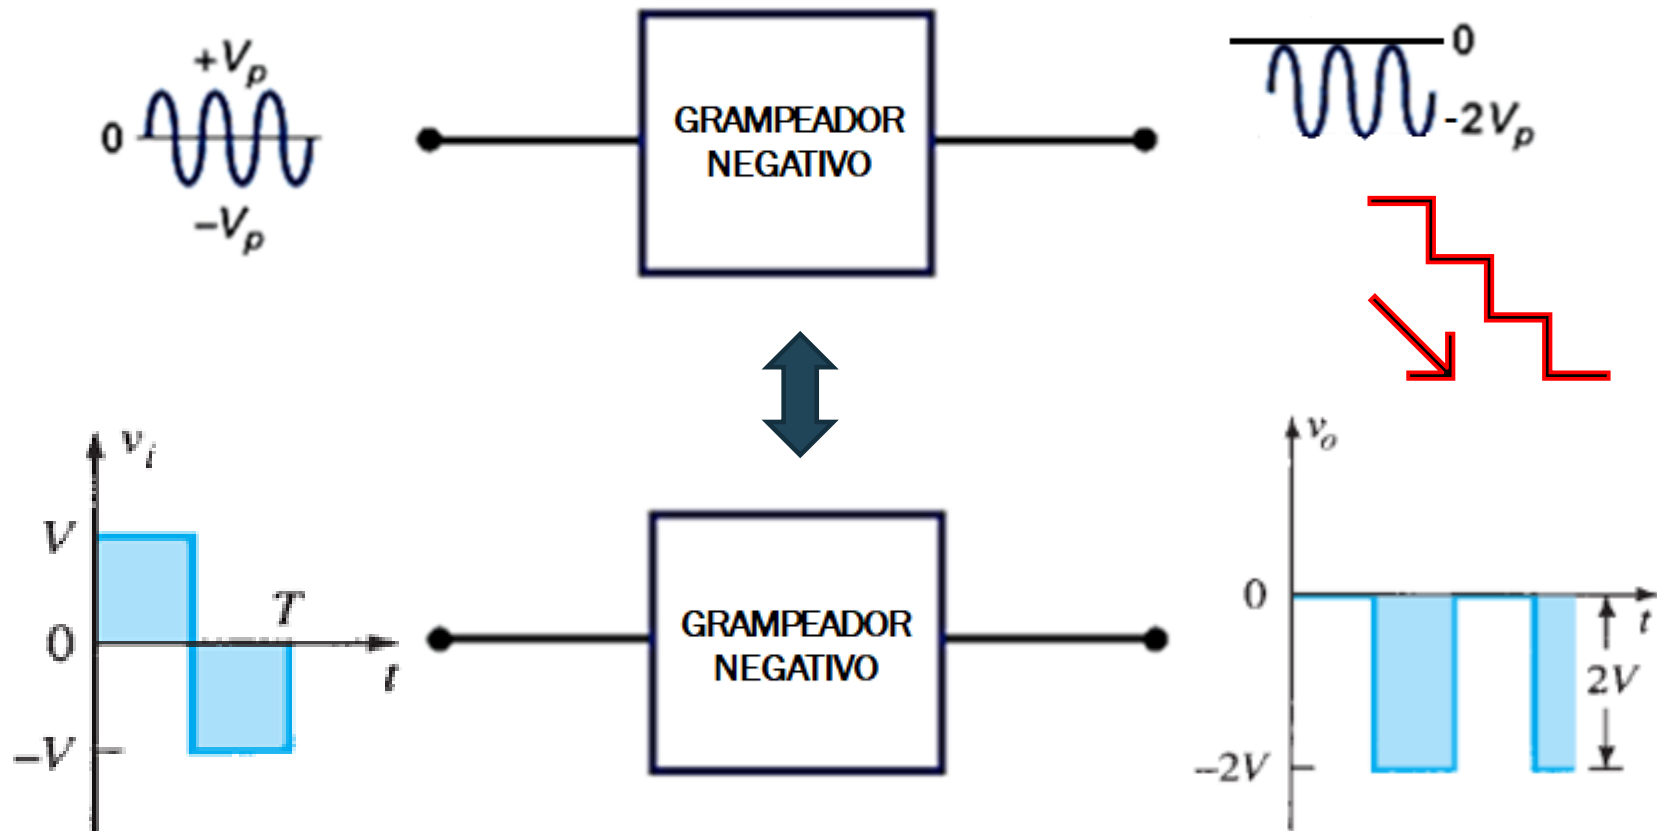 +Vp
0
−Vp
GRAMPEADOR
NEGATIVO
0
-2Vp
vi
V
T
0
t
−V
GRAMPEADOR
NEGATIVO
vo
0
t
2V
−2V